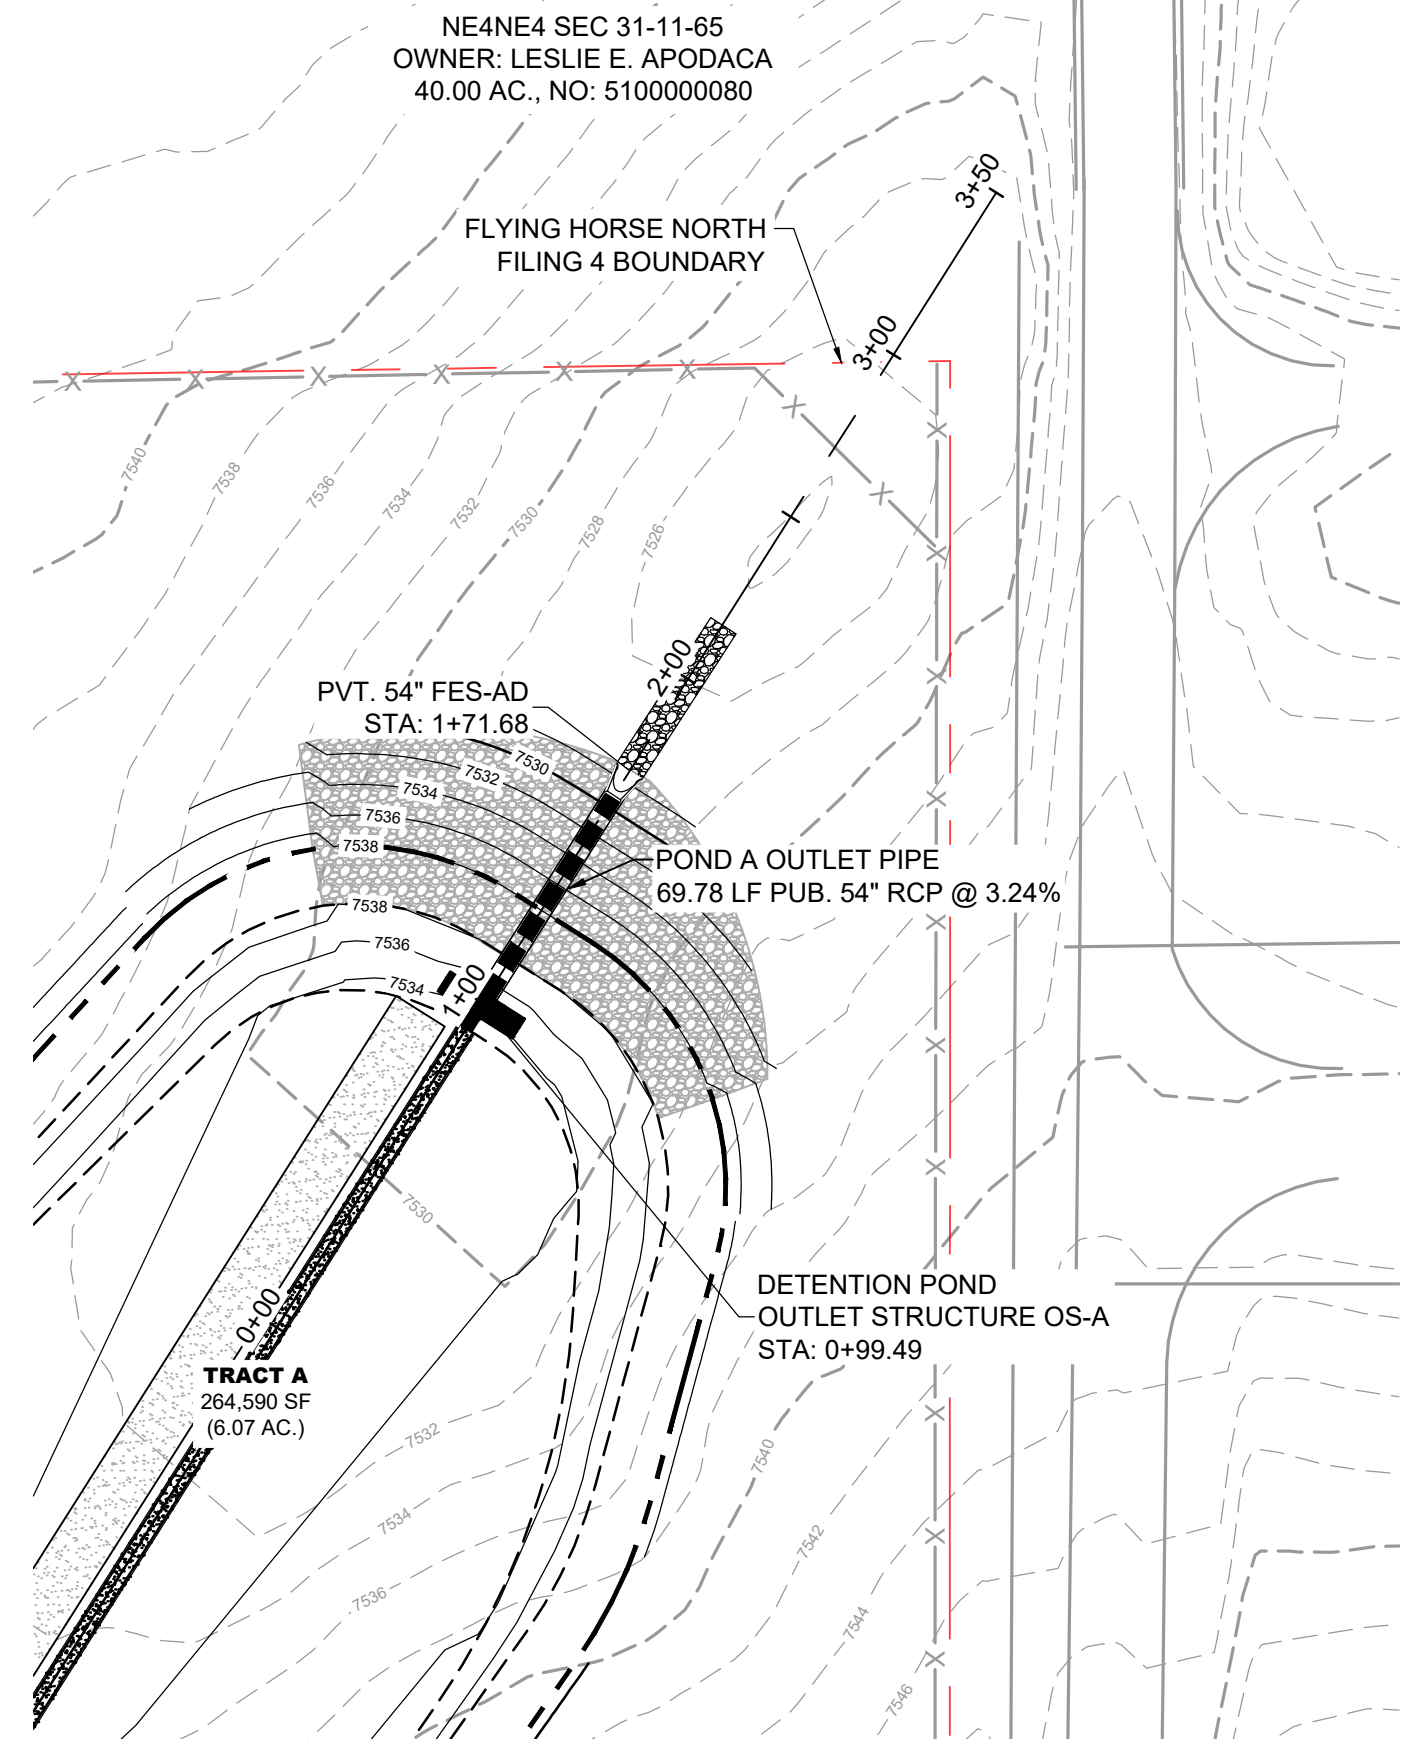 NE4NE4 SEC 31-11-65
OWNER: LESLIE E. APODACA
40.00 AC., NO: 5100000080
3+50
FLYING HORSE NORTH
FILING 4 BOUNDARY
3+00
7540
7538
7536
7534
7532
7530
7528
7526
2+00
PVT. 54" FES-AD
STA: 1+71.68
7530
7532
7534
7536
7538
POND A OUTLET PIPE
69.78 LF PUB. 54" RCP @ 3.24%
7538
7536
7534
1+00
7530
DETENTION POND
OUTLET STRUCTURE OS-A
STA: 0+99.49
0+00
TRACT A
264,590 SF
(6.07 AC.)
7532
7534
7536
7540
7542
7544
7546